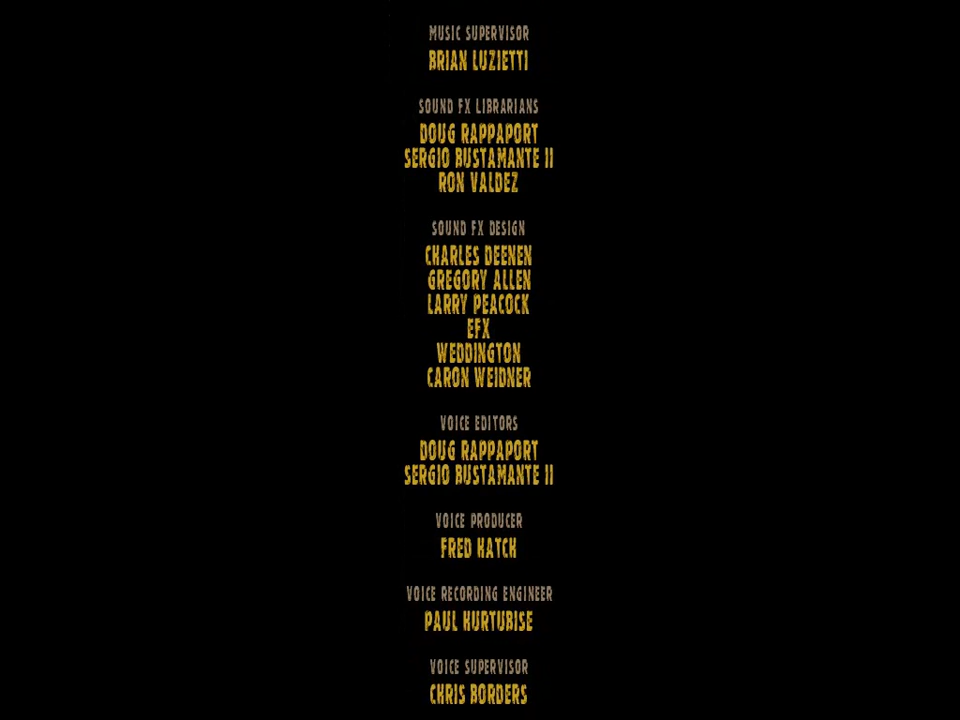 MUSIC SUPERVISOR
BRIAN LUZIETTI
SOUND FX LIBRARIANS
DOUG RAPPAPORT
SERGIO BUSTAMANTE II
RON VALDEZ
SOUND FX DESIGN
CHARLES DEENEN
GREGORY ALLEN
LARRY PEACOCK
EFX
WEDDINGTON
CARON WEIDNER
VOICE EDITORS
DOUG RAPPAPORT
SERGIO BUSTAMANTE II
VOICE PRODUCER
FRED HATCH
VOICE RECORDING ENGINEER
PAUL HURTUBISE
VOICE SUPERVISOR
CHRIS BORDERS